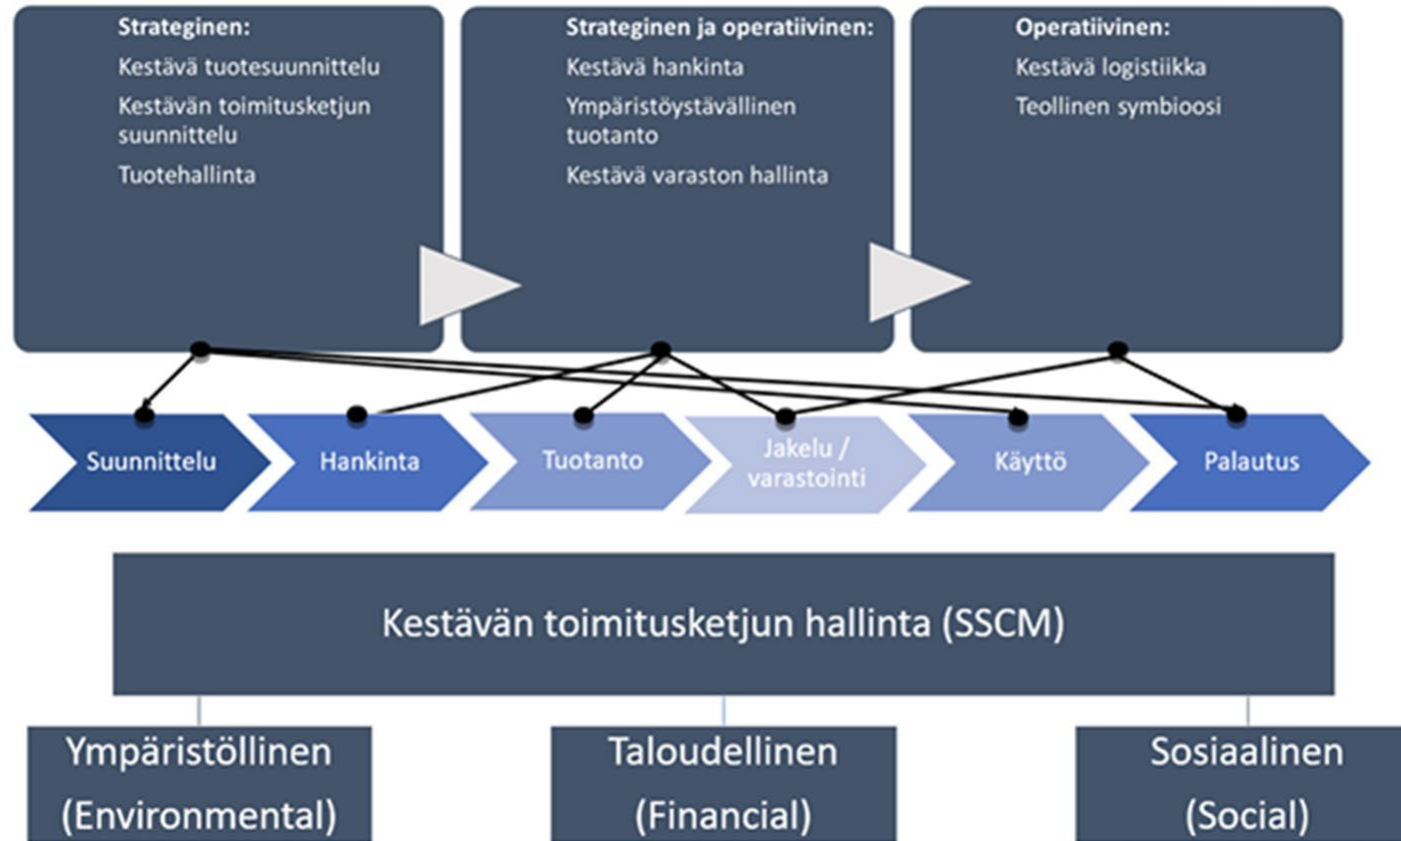 Strateginen:
Kestävä tuotesuunnittelu
Kestävän toimitusketjun
suunnittelu
Tuotehallinta
Strateginen ja operatiivinen:
Kestävä hankinta
Ympäristöystävällinen
tuotanto
Kestävä varaston hallinta
Operatiivinen:
Kestävä logistiikka
Teollinen symbioosi
Suunnittelu
Hankinta
Tuotanto
Jakelu /
varastointi
Käyttö
Palautus
Kestävän toimitusketjun hallinta (SSCM)
Ympäristöllinen
(Environmental)
Taloudellinen
(Financial)
Sosiaalinen
(Social)